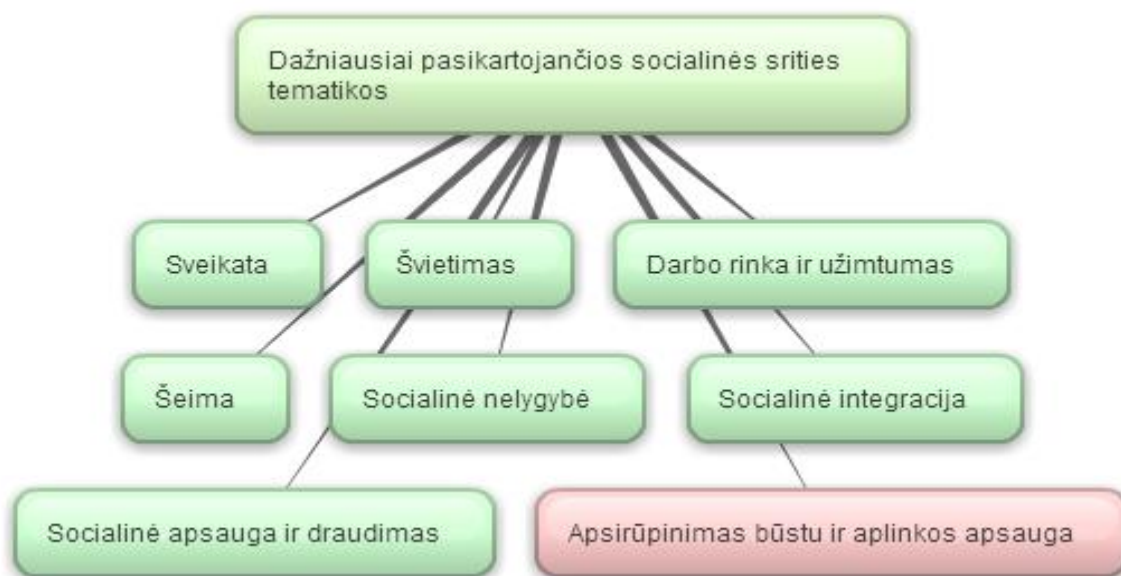 Dažniausiai pasikartojančios socialinės srities
tematikos
Sveikata
Švietimas
Darbo rinka ir užimtumas
Šeima
Socialinė nelygybė
Socialinė integracija
Socialinė apsauga ir draudimas
Apsirūpinimas būstu ir aplinkos apsauga